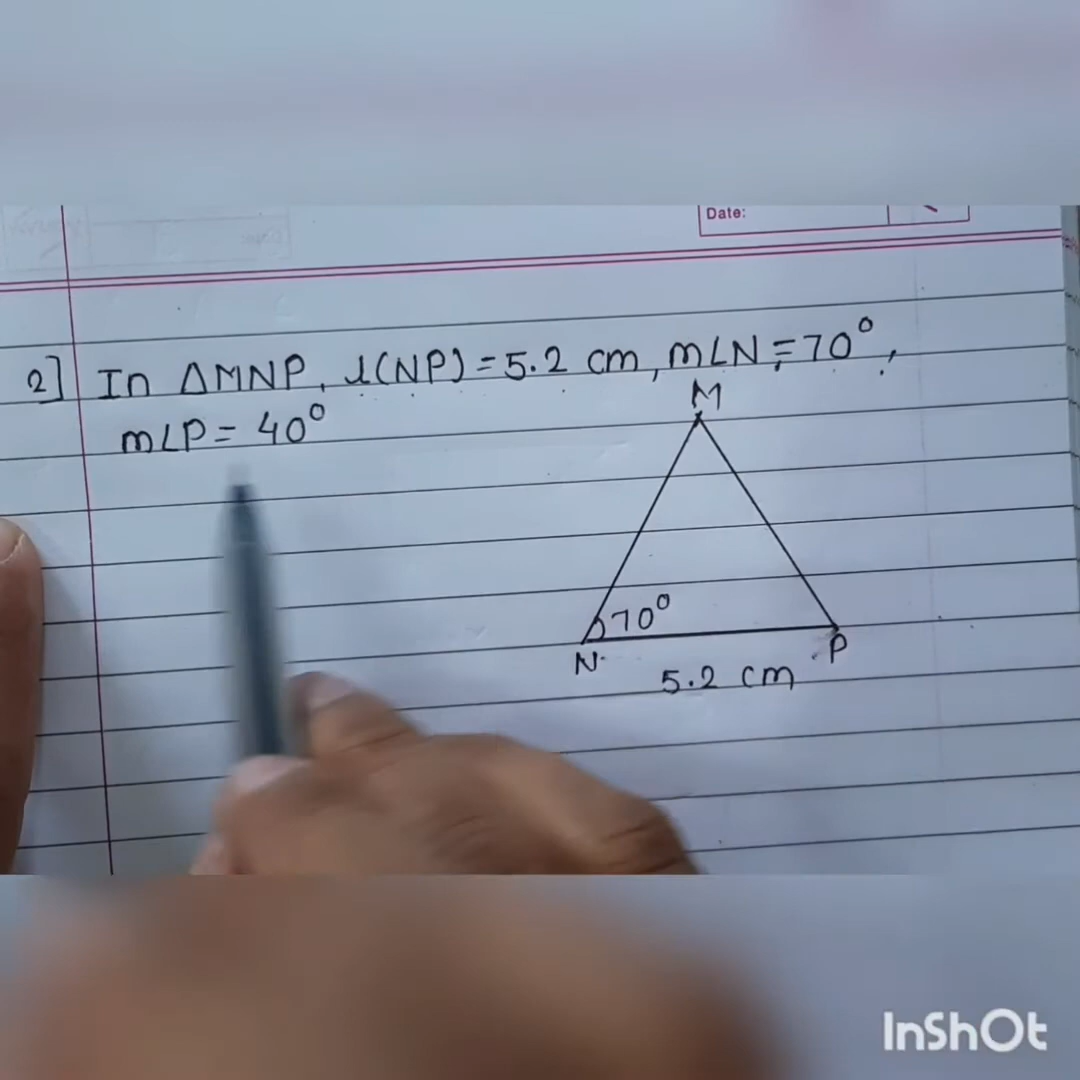 Date:
2] In ΔMNP, l(NP) = 5.2 cm, m∠N = 70°,
m∠P = 40°
M
70°
N
P
5.2 cm
InShOt